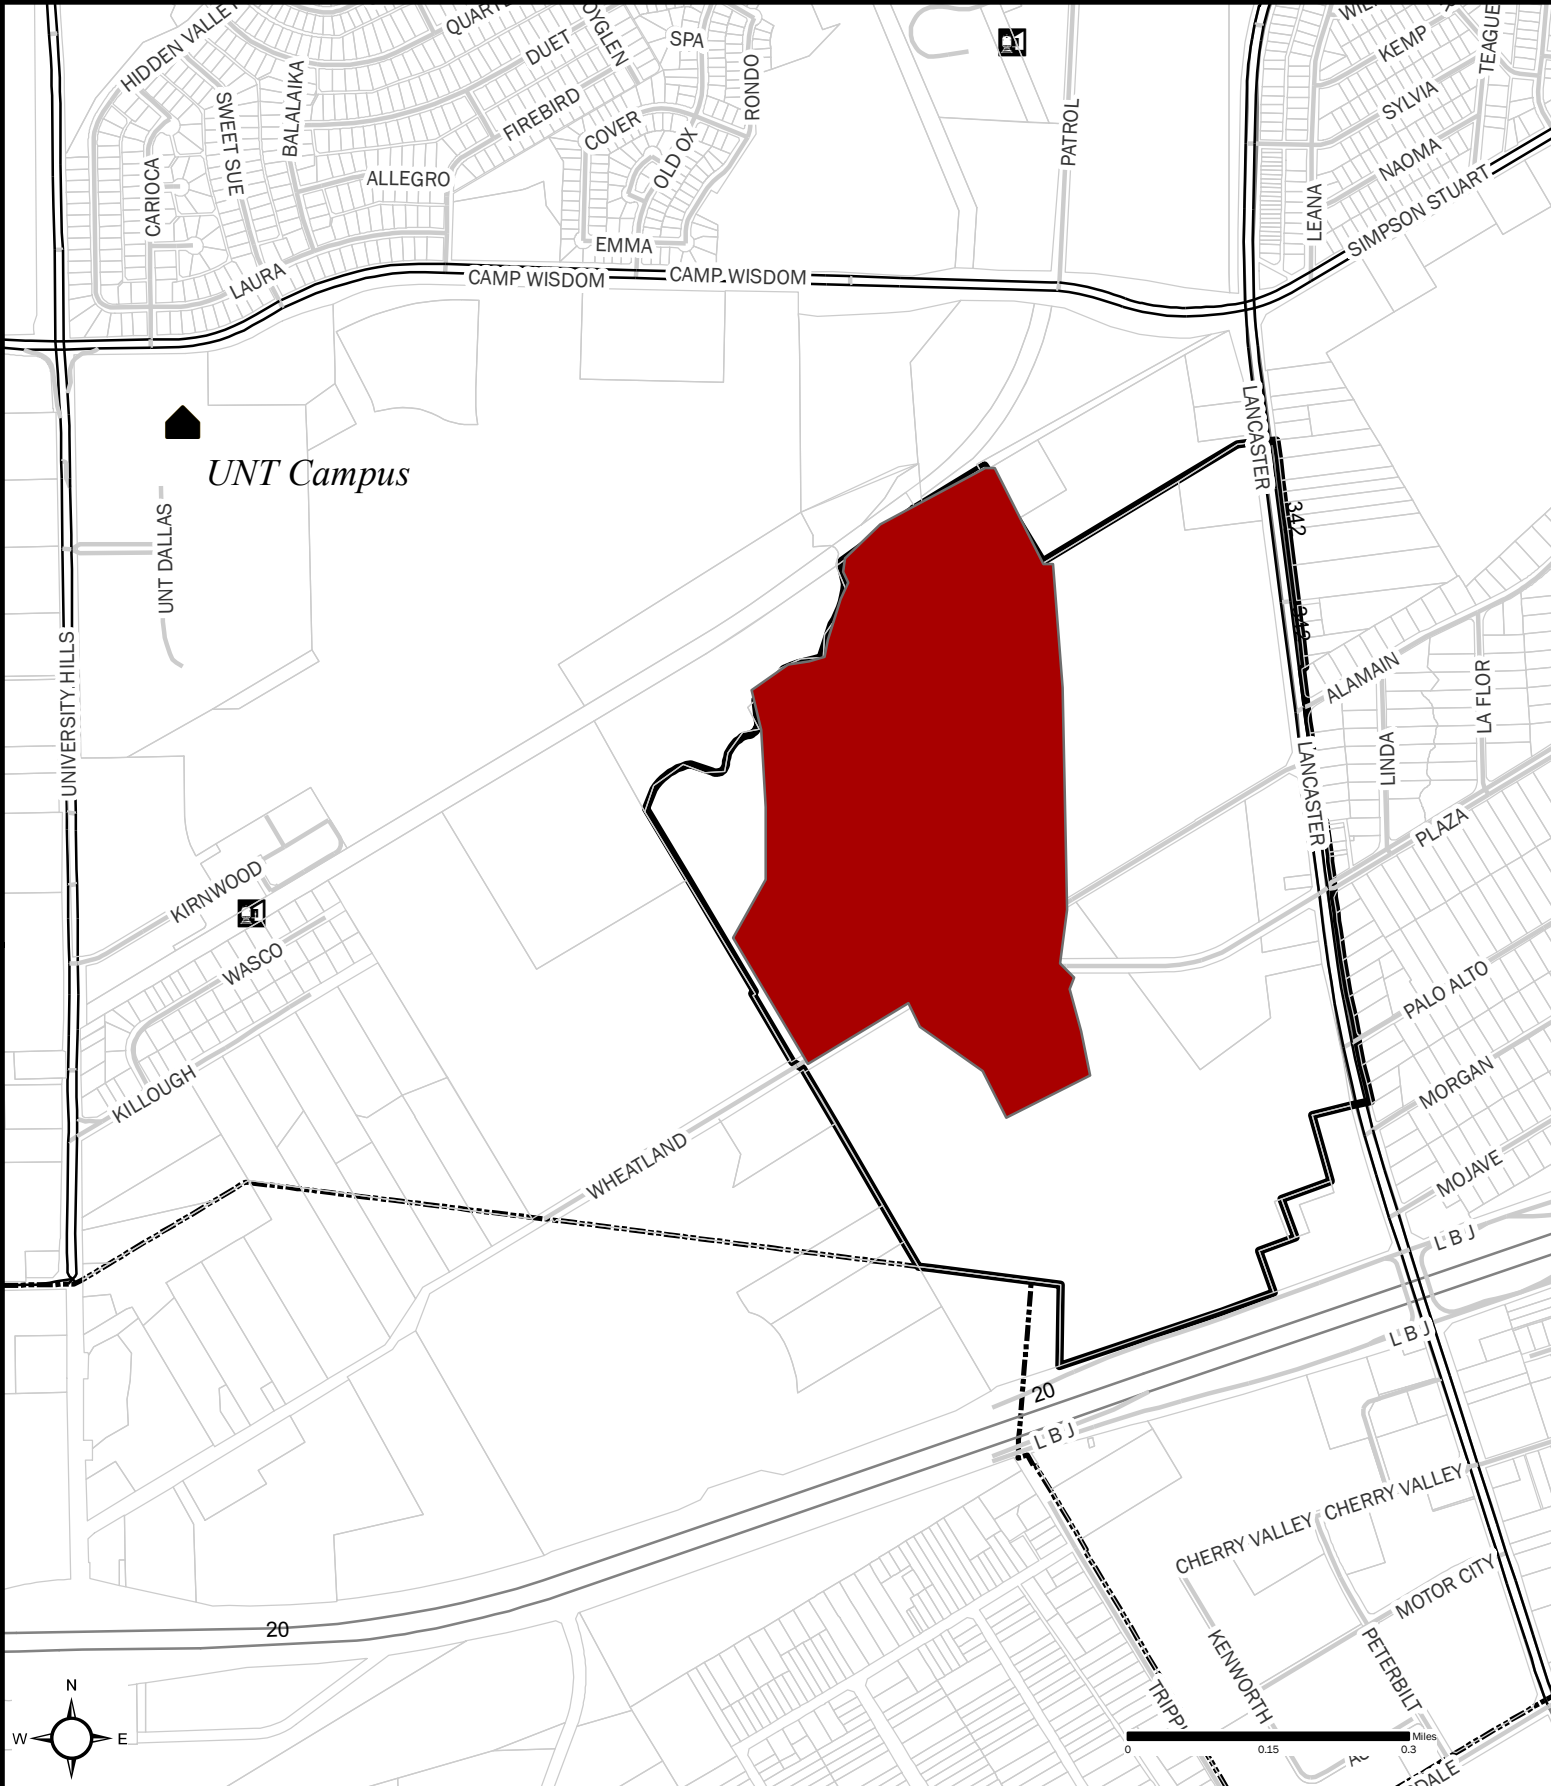 HIDDEN VALLEY
DUET
SPA
RONDO
KEMP
TEAGUE
SWEET SUE
BALALAIKA
FIREBIRD
COVER
OLD OX
PATROL
SYLVIA
NAOMA
CARIOCA
ALLEGRO
LEANA
SIMPSON STUART
EMMA
LAURA
CAMP WISDOM
CAMP WISDOM
LANCASTER
UNT Campus
342
342
UNT DALLAS
UNIVERSITY HILLS
ALAMAIN
LA FLOR
LINDA
LANCASTER
PLAZA
KIRNWOOD
WASCO
PALO ALTO
KILLOUGH
MORGAN
WHEATLAND
MOJAVE
L B J
L B J
20
L B J
CHERRY VALLEY
CHERRY VALLEY
MOTOR CITY
20
KENWORTH
PETERBILT
N
W
E
Miles
0
0.15
0.3